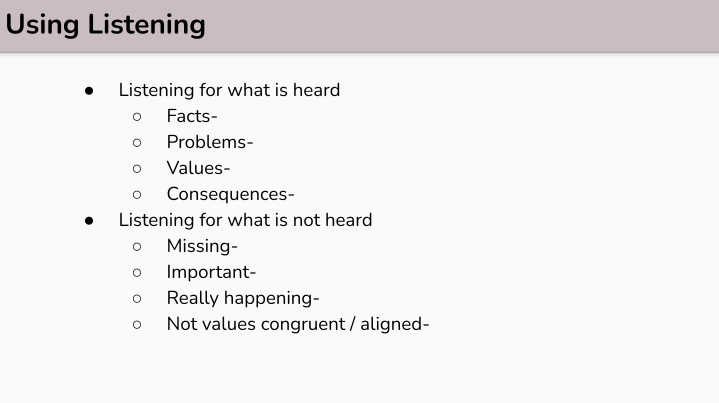 Using Listening
● Listening for what is heard
○ Facts-
○ Problems-
○ Values-
○ Consequences-
● Listening for what is not heard
○ Missing-
○ Important-
○ Really happening-
○ Not values congruent / aligned-